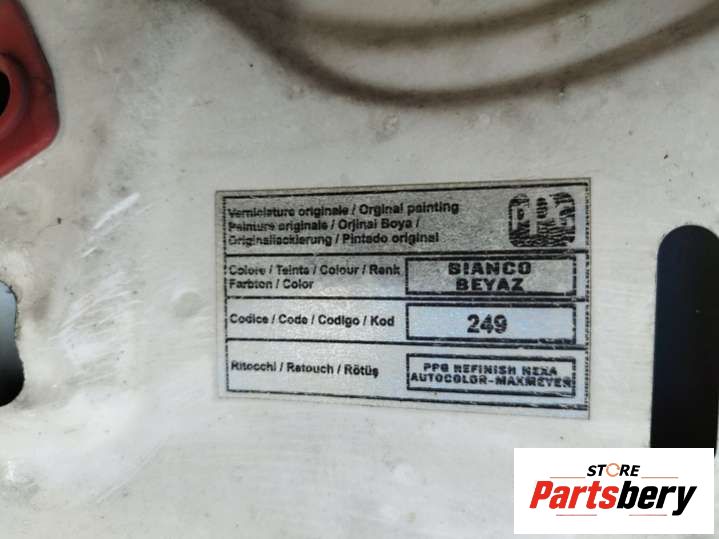 Verniciature originale / Orginal painting
Peinture originale / Orjinal Boya /
Originallackierung / Pintado original
PPG
Colore / Teinte / Colour / Renk
Farbton / Color
BIANCO
BEYAZ
Codice / Code / Codigo / Kod
249
Ritocchi / Retouch / Rötüş
PPG REFINISH NEXA
AUTOCOLOR-MAXMEYER
STORE
Partsbery